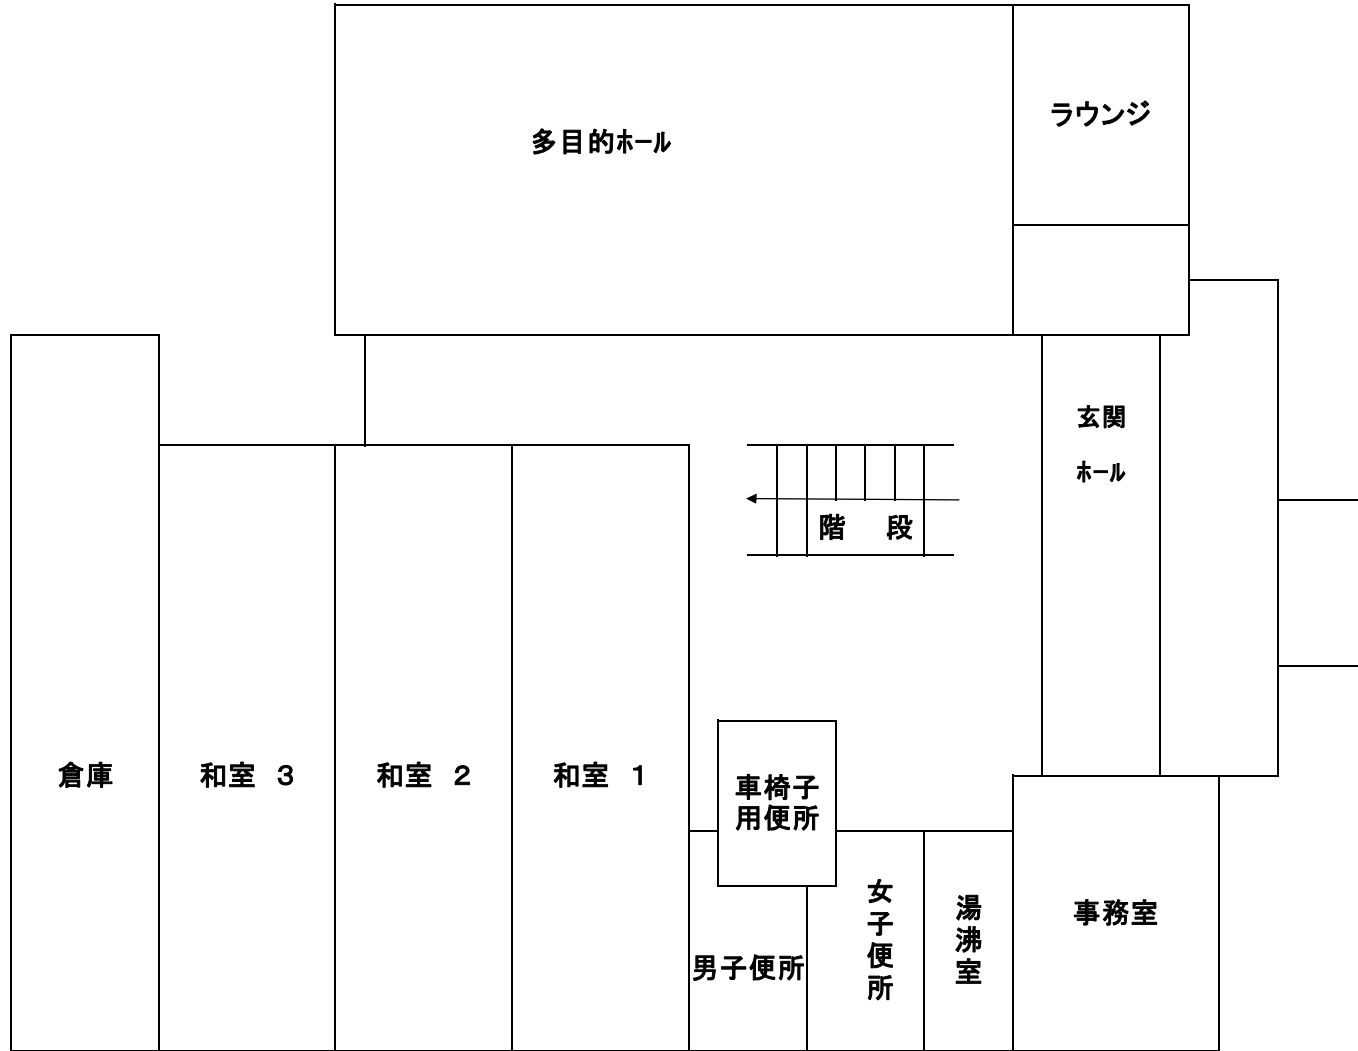 ラウンジ
多目的ﾎｰﾙ
玄関
ﾎｰﾙ
階　段
倉庫
和室　３
和室　２
和室　１
車椅子
用便所
女子便所
湯沸室
事務室
男子便所